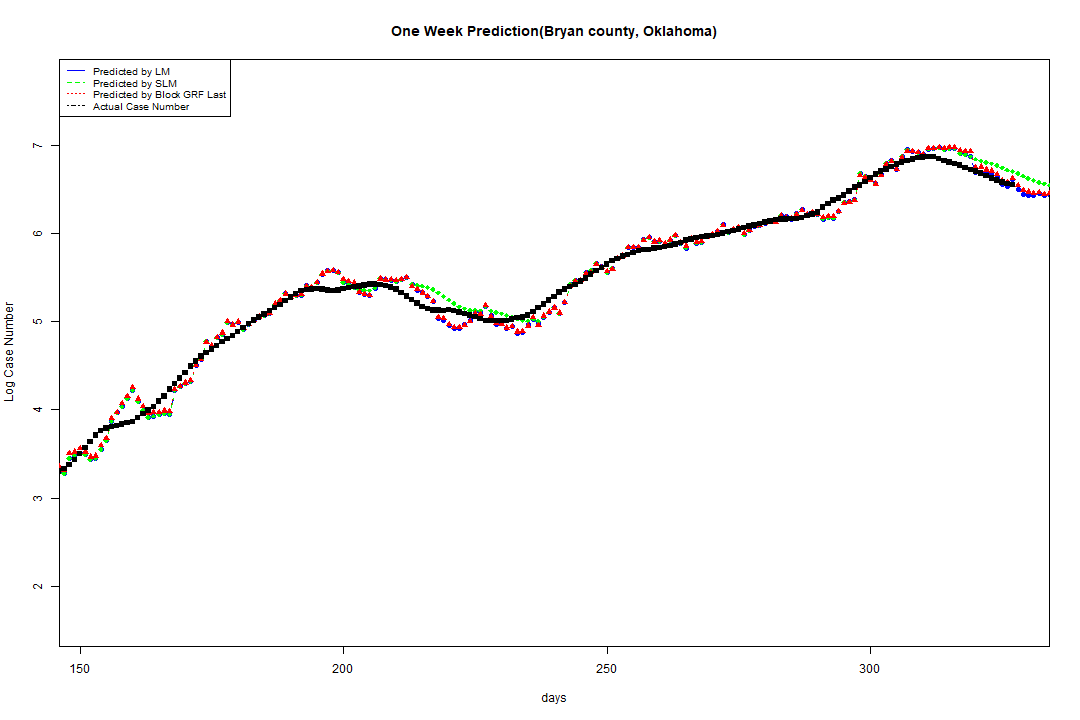 One Week Prediction(Bryan county, Oklahoma)
Predicted by LM
Predicted by SLM
Predicted by Block GRF Last
Actual Case Number
7
6
5
4
3
2
Log Case Number
150 200 250 300
days